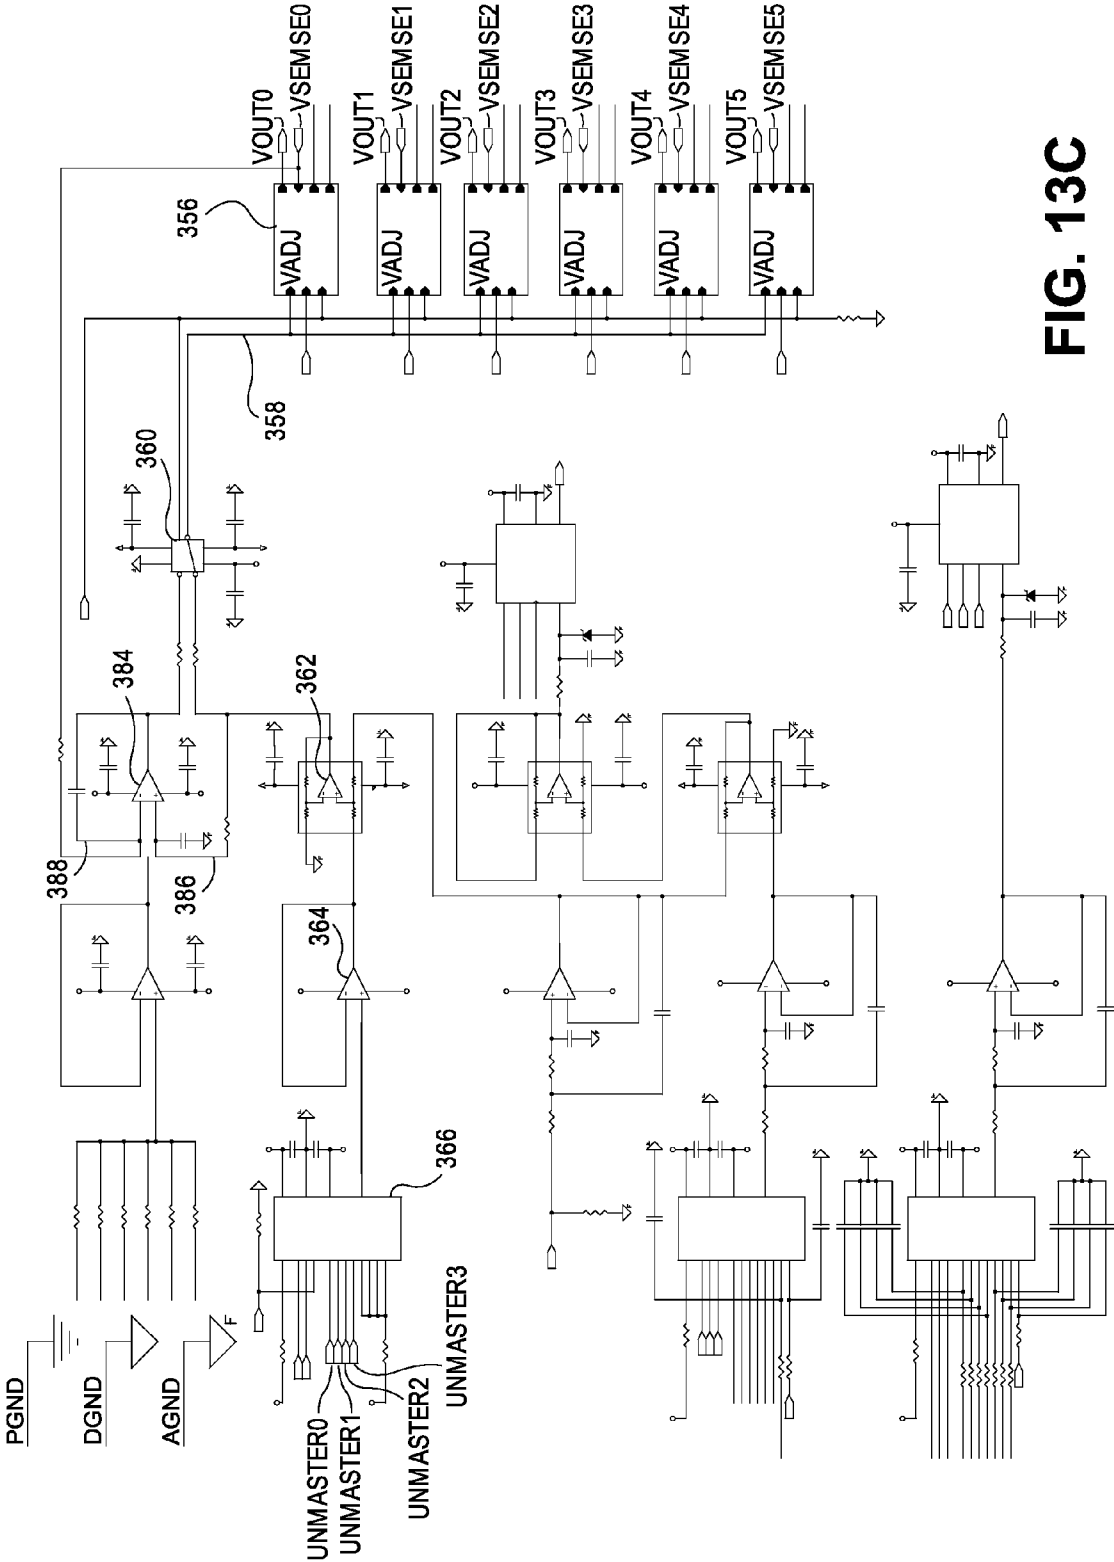 PGND
DGND
AGND
F
388
386
384
360
358
356
362
364
366
UNMASTER0
UNMASTER1
UNMASTER2
UNMASTER3
VADJ
VOUT0
VSEMSE0
VADJ
VOUT1
VSEMSE1
VADJ
VOUT2
VSEMSE2
VADJ
VOUT3
VSEMSE3
VADJ
VOUT4
VSEMSE4
VADJ
VOUT5
VSEMSE5
FIG. 13C